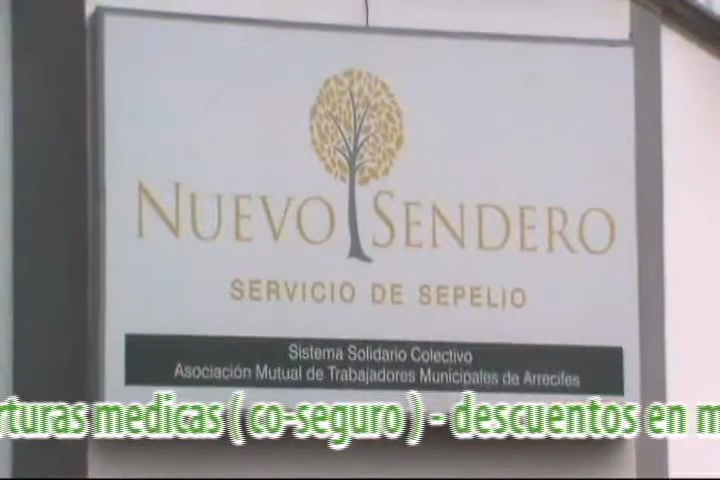 NUEVO SENDERO
SERVICIO DE SEPELIO
Sistema Solidario Colectivo
Asociación Mutual de Trabajadores Municipales de Arrecifes
medicas ( co-seguro ) - descuentos en